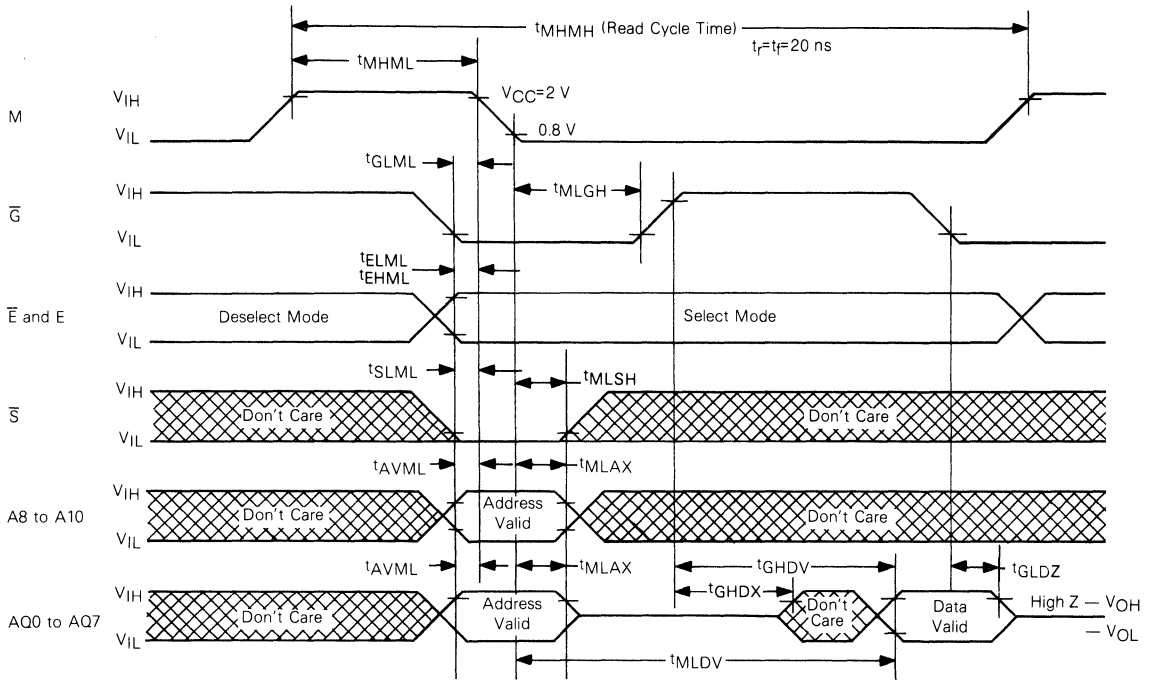 tMHMH (Read Cycle Time)
tr=tf=20 ns
tMHML
M
VIH
VCC=2 V
VIL
0.8 V
tGLML
G̅
VIH
tMLGH
VIL
tELML
tEHML
E̅ and E
VIH
Deselect Mode
Select Mode
VIL
tSLML
tMLSH
S̅
VIH
Don't Care
Don't Care
VIL
tAVML
tMLAX
A8 to A10
VIH
Don't Care
Address
Valid
Don't Care
VIL
tAVML
tMLAX
tGHDV
tGLDZ
tGHDX
AQ0 to AQ7
VIH
Don't Care
Address
Valid
Don't
Care
Data
Valid
High Z – VOH
– VOL
VIL
tMLDV